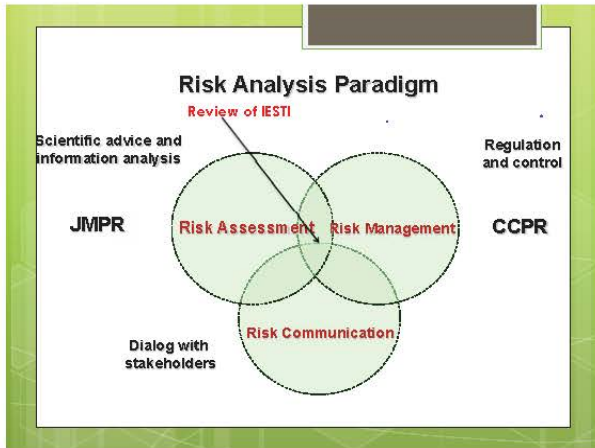 Risk Analysis Paradigm
Review of IESTI
Scientific advice and
information analysis
Regulation
and control
JMPR
Risk Assessment
Risk Management
CCPR
Risk Communication
Dialog with
stakeholders